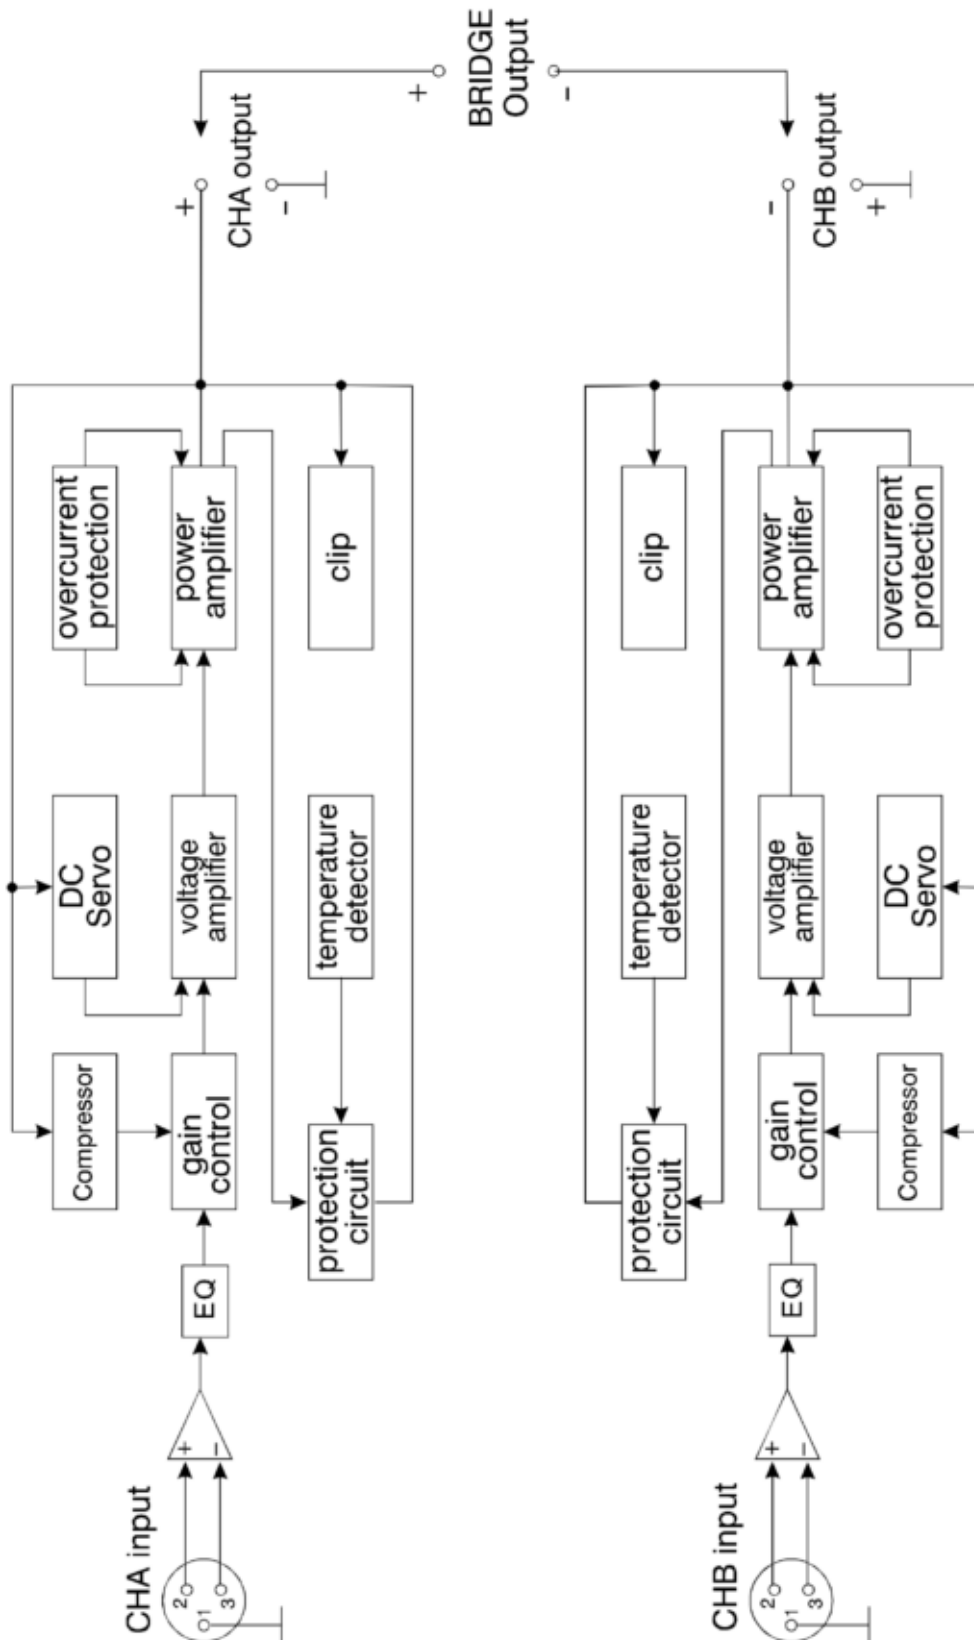 CHA input
2
1
3
+
−
EQ
Compressor
gain
control
DC
Servo
voltage
amplifier
overcurrent
protection
power
amplifier
protection
circuit
temperature
detector
clip
+
CHA output
-
+
BRIDGE
Output
-
CHB input
2
1
3
+
−
EQ
protection
circuit
temperature
detector
clip
gain
control
Compressor
voltage
amplifier
DC
Servo
power
amplifier
overcurrent
protection
-
CHB output
+